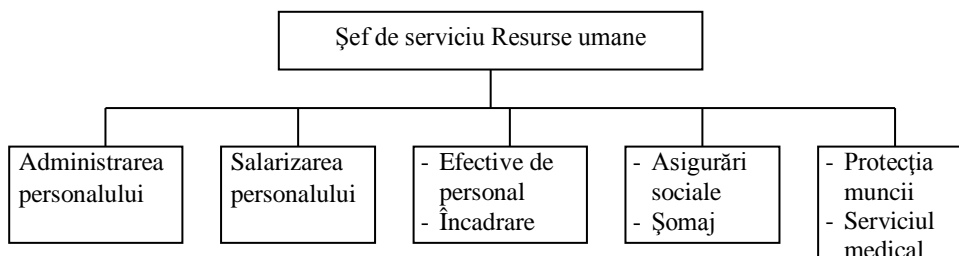 Şef de serviciu Resurse umane
Administrarea
personalului
Salarizarea
personalului
- Efective de
personal
- Încadrare
- Asigurări
sociale
- Şomaj
- Protecţia
muncii
- Serviciul
medical